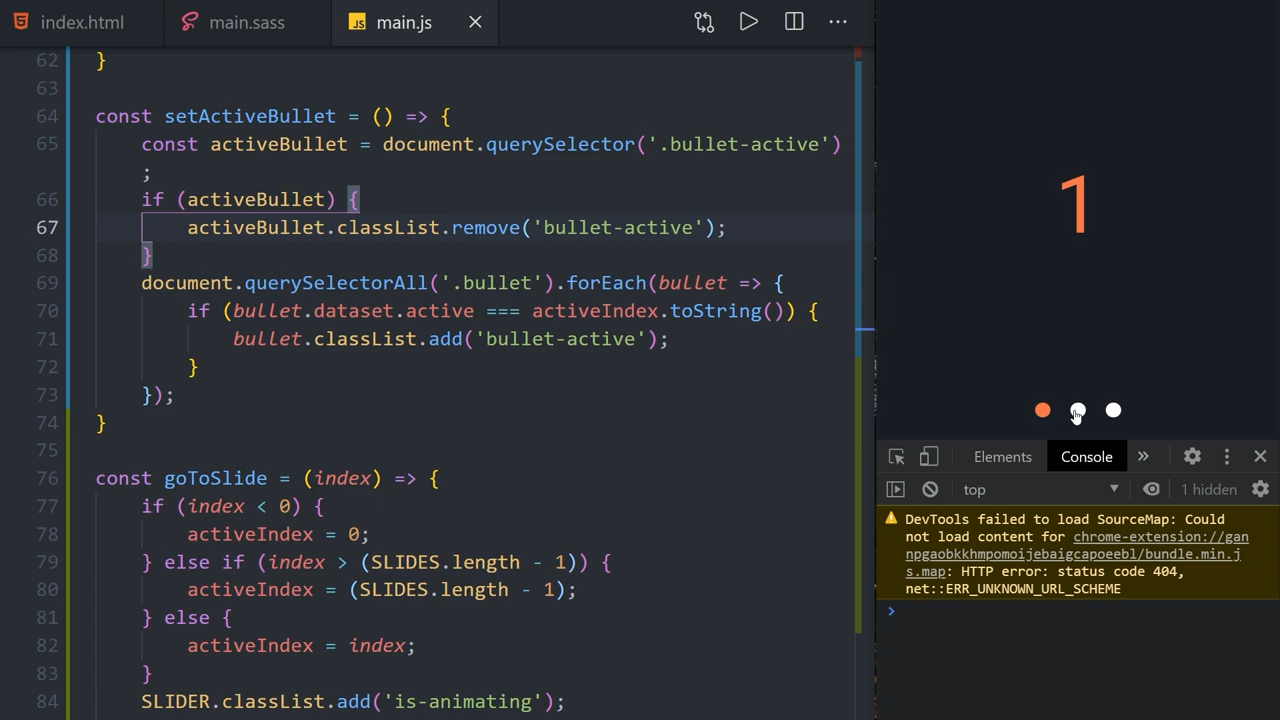 index.html
main.sass
JS main.js
62 }
63
64 const setActiveBullet = () => {
65 const activeBullet = document.querySelector('.bullet-active')
;
66 if (activeBullet) {
67 activeBullet.classList.remove('bullet-active');
68 }
69 document.querySelectorAll('.bullet').forEach(bullet => {
70 if (bullet.dataset.active === activeIndex.toString()) {
71 bullet.classList.add('bullet-active');
72 }
73 });
74 }
75
76 const goToSlide = (index) => {
77 if (index < 0) {
78 activeIndex = 0;
79 } else if (index > (SLIDES.length - 1)) {
80 activeIndex = (SLIDES.length - 1);
81 } else {
82 activeIndex = index;
83 }
84 SLIDER.classList.add('is-animating');
1
Elements Console »
top 1 hidden
DevTools failed to load SourceMap: Could
not load content for chrome-extension://gan
npgaobkkhmpomoijebaigcapoeebl/bundle.min.j
s.map: HTTP error: status code 404,
net::ERR_UNKNOWN_URL_SCHEME